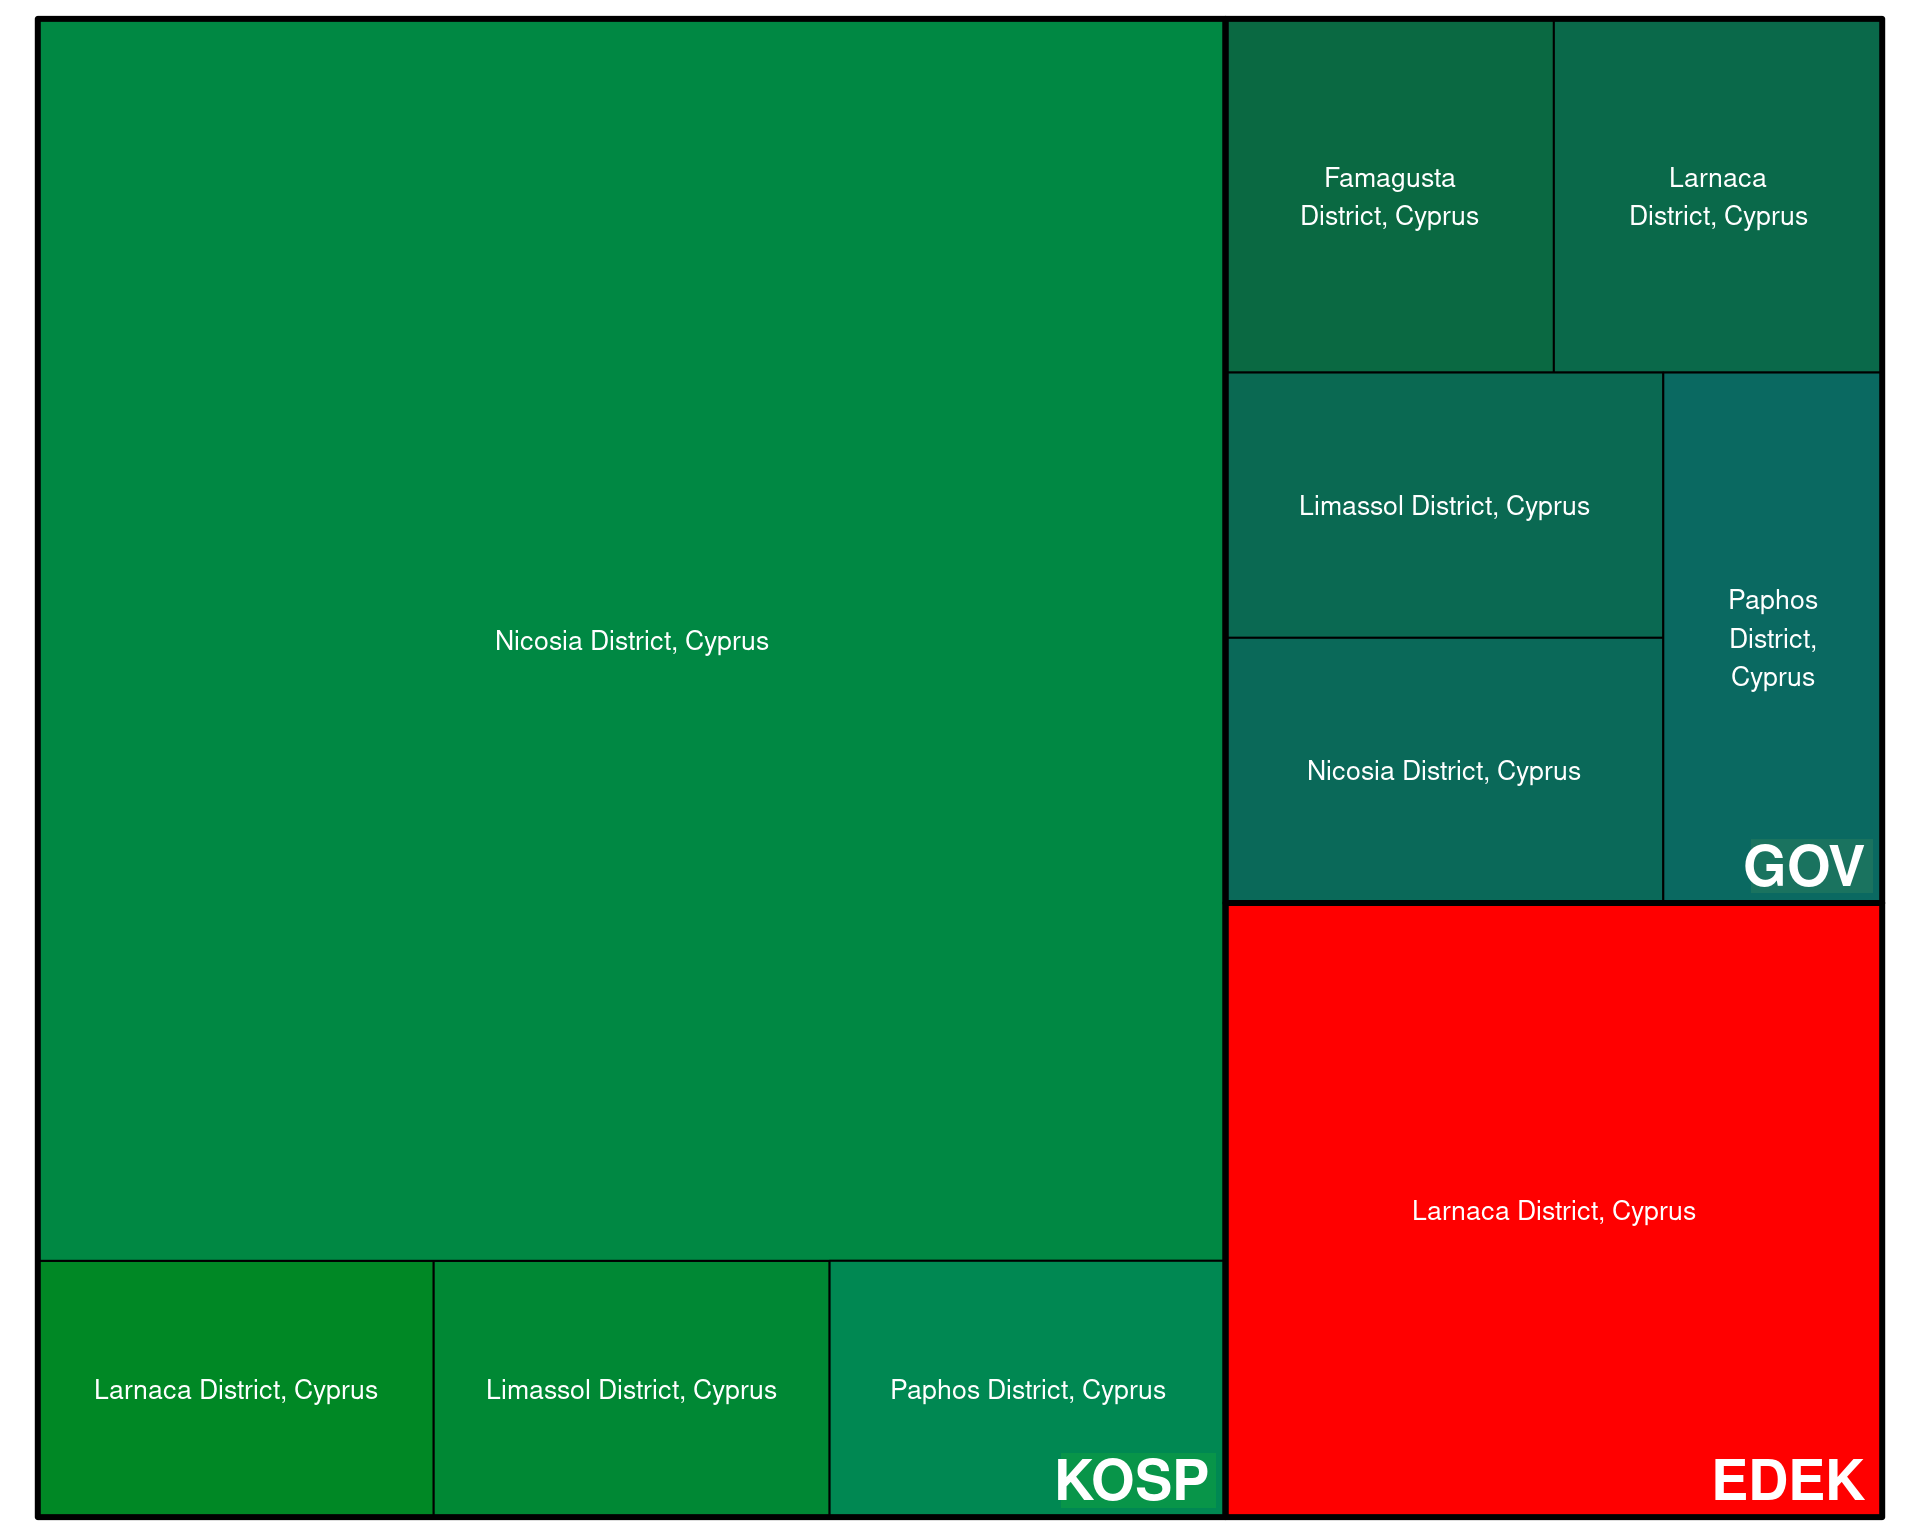 Nicosia District, Cyprus
Larnaca District, Cyprus
Limassol District, Cyprus
Paphos District, Cyprus
KOSP
Famagusta
District, Cyprus
Larnaca
District, Cyprus
Limassol District, Cyprus
Nicosia District, Cyprus
Paphos
District,
Cyprus
GOV
Larnaca District, Cyprus
EDEK